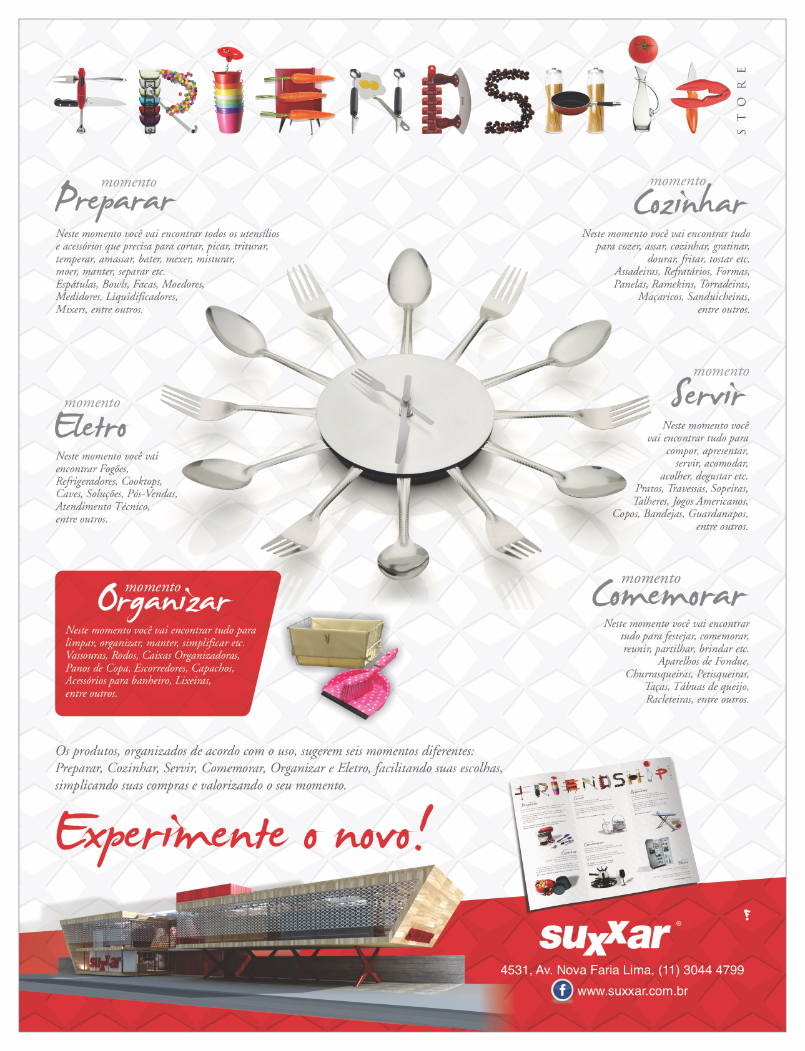 FRIENDSHIP
STORE
momento
Preparar
Neste momento você vai encontrar todos os utensílios
e acessórios que precisa para cortar, picar, triturar,
temperar, amassar, bater, mexer, misturar,
moer, manter, separar etc.
Espátulas, Bowls, Facas, Moedores,
Medidores, Liquidificadores,
Mixers, entre outros.
momento
Cozinhar
Neste momento você vai encontrar tudo
para cozer, assar, cozinhar, gratinar,
dourar, fritar, tostar etc.
Assadeiras, Refratários, Formas,
Panelas, Ramekins, Torradeiras,
Maçaricos, Sanduicheiras,
entre outros.
momento
Eletro
Neste momento você vai
encontrar Fogões,
Refrigeradores, Cooktops,
Caves, Soluções, Pós-Vendas,
Atendimento Técnico,
entre outros.
momento
Servir
Neste momento você
vai encontrar tudo para
compor, apresentar,
servir, acomodar,
acolher, degustar etc.
Pratos, Travessas, Sopeiras,
Talheres, Jogos Americanos,
Copos, Bandejas, Guardanapos,
entre outros.
momento
Organizar
Neste momento você vai encontrar tudo para
limpar, organizar, manter, simplificar etc.
Vassouras, Rodos, Caixas Organizadoras,
Panos de Copa, Escorredores, Capachos,
Acessórios para banheiro, Lixeiras,
entre outros.
momento
Comemorar
Neste momento você vai encontrar
tudo para festejar, comemorar,
reunir, partilhar, brindar etc.
Aparelhos de Fondue,
Churrasqueiras, Petisqueiras,
Taças, Tábuas de queijo,
Racleteiras, entre outros.
Os produtos, organizados de acordo com o uso, sugerem seis momentos diferentes:
Preparar, Cozinhar, Servir, Comemorar, Organizar e Eletro, facilitando suas escolhas,
simplicando suas compras e valorizando o seu momento.
Experimente o novo!
FRIENDSHIP
suxxar
suxxar®
4531, Av. Nova Faria Lima, (11) 3044 4799
f www.suxxar.com.br